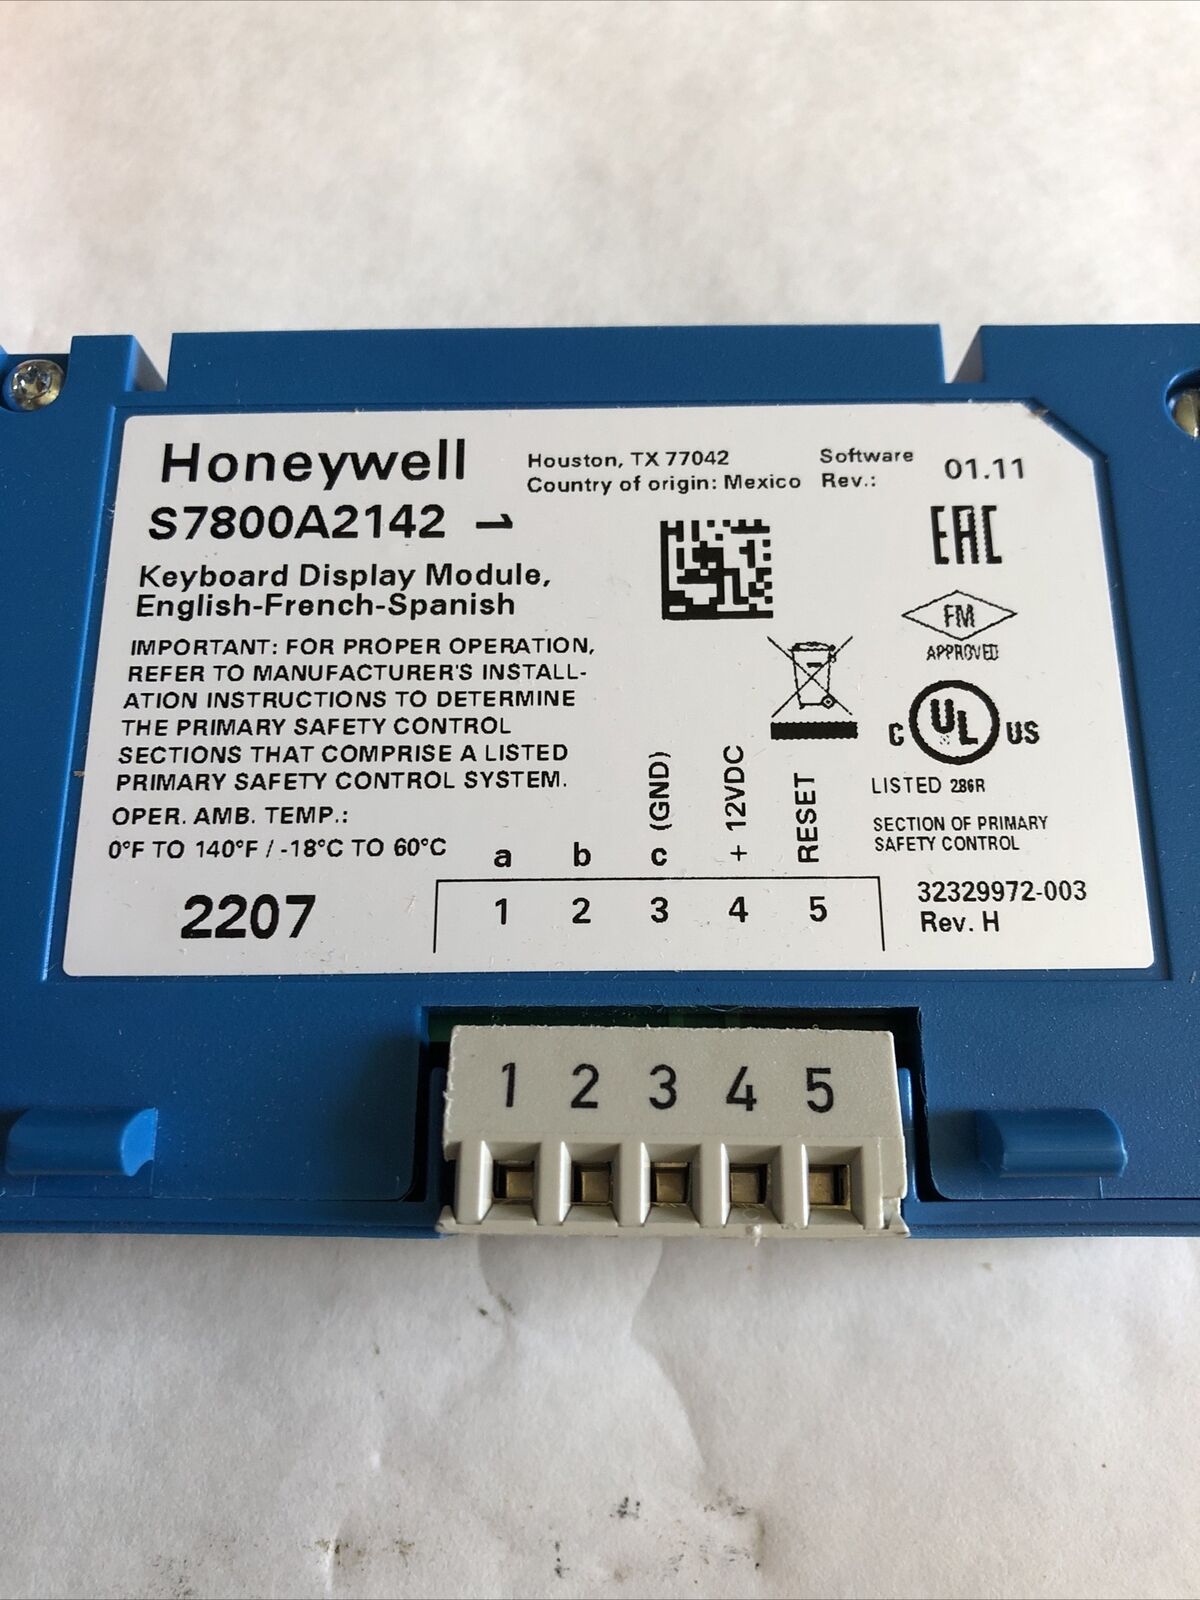 Honeywell
Houston, TX 77042
Country of origin: Mexico
Software
Rev.:
01.11
S7800A2142 1
EAC
Keyboard Display Module,
English-French-Spanish
FM
APPROVED
IMPORTANT: FOR PROPER OPERATION,
REFER TO MANUFACTURER'S INSTALL-
ATION INSTRUCTIONS TO DETERMINE
THE PRIMARY SAFETY CONTROL
SECTIONS THAT COMPRISE A LISTED
PRIMARY SAFETY CONTROL SYSTEM.
C UL US
LISTED 286R
OPER. AMB. TEMP.:
0°F TO 140°F / -18°C TO 60°C
SECTION OF PRIMARY
SAFETY CONTROL
a b c (GND) + 12VDC RESET
1 2 3 4 5
2207
32329972-003
Rev. H
1 2 3 4 5